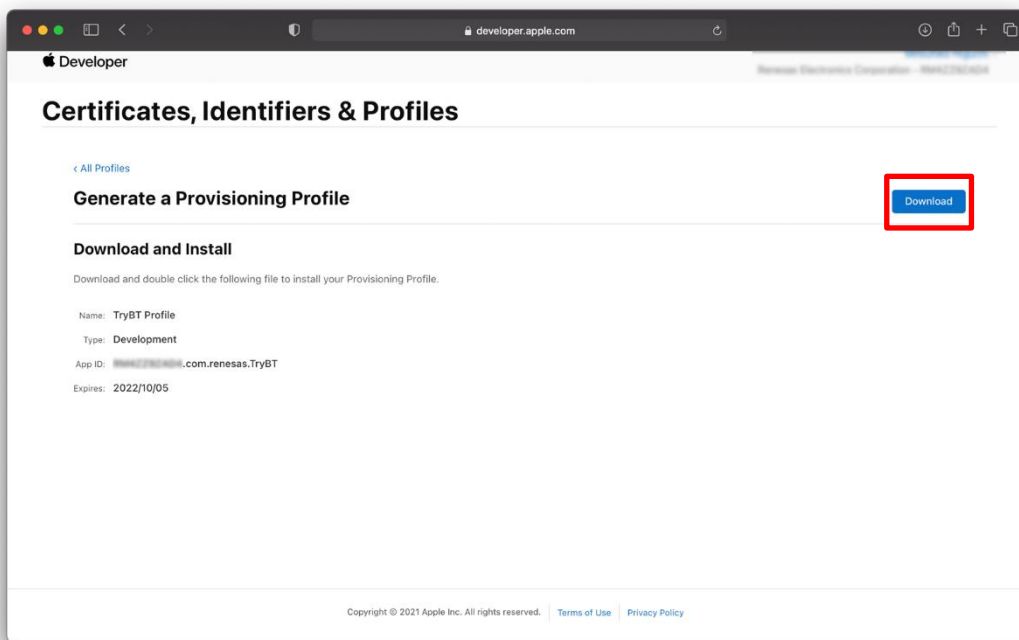 developer.apple.com
Developer
Certificates, Identifiers & Profiles
‹ All Profiles
Generate a Provisioning Profile
Download
Download and Install
Download and double click the following file to install your Provisioning Profile.
Name: TryBT Profile
Type: Development
App ID: .com.renesas.TryBT
Expires: 2022/10/05
Copyright © 2021 Apple Inc. All rights reserved. Terms of Use Privacy Policy